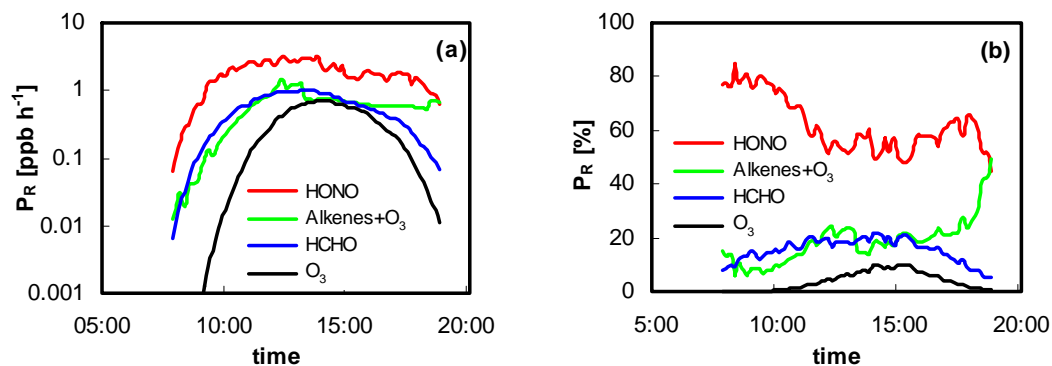 (a)
P_R [ppb h⁻¹]
10
1
0.1
0.01
0.001
HONO
Alkenes+O₃
HCHO
O₃
05:00 10:00 15:00 20:00
time
(b)
P_R [%]
100
80
60
40
20
0
HONO
Alkenes+O₃
HCHO
O₃
5:00 10:00 15:00 20:00
time